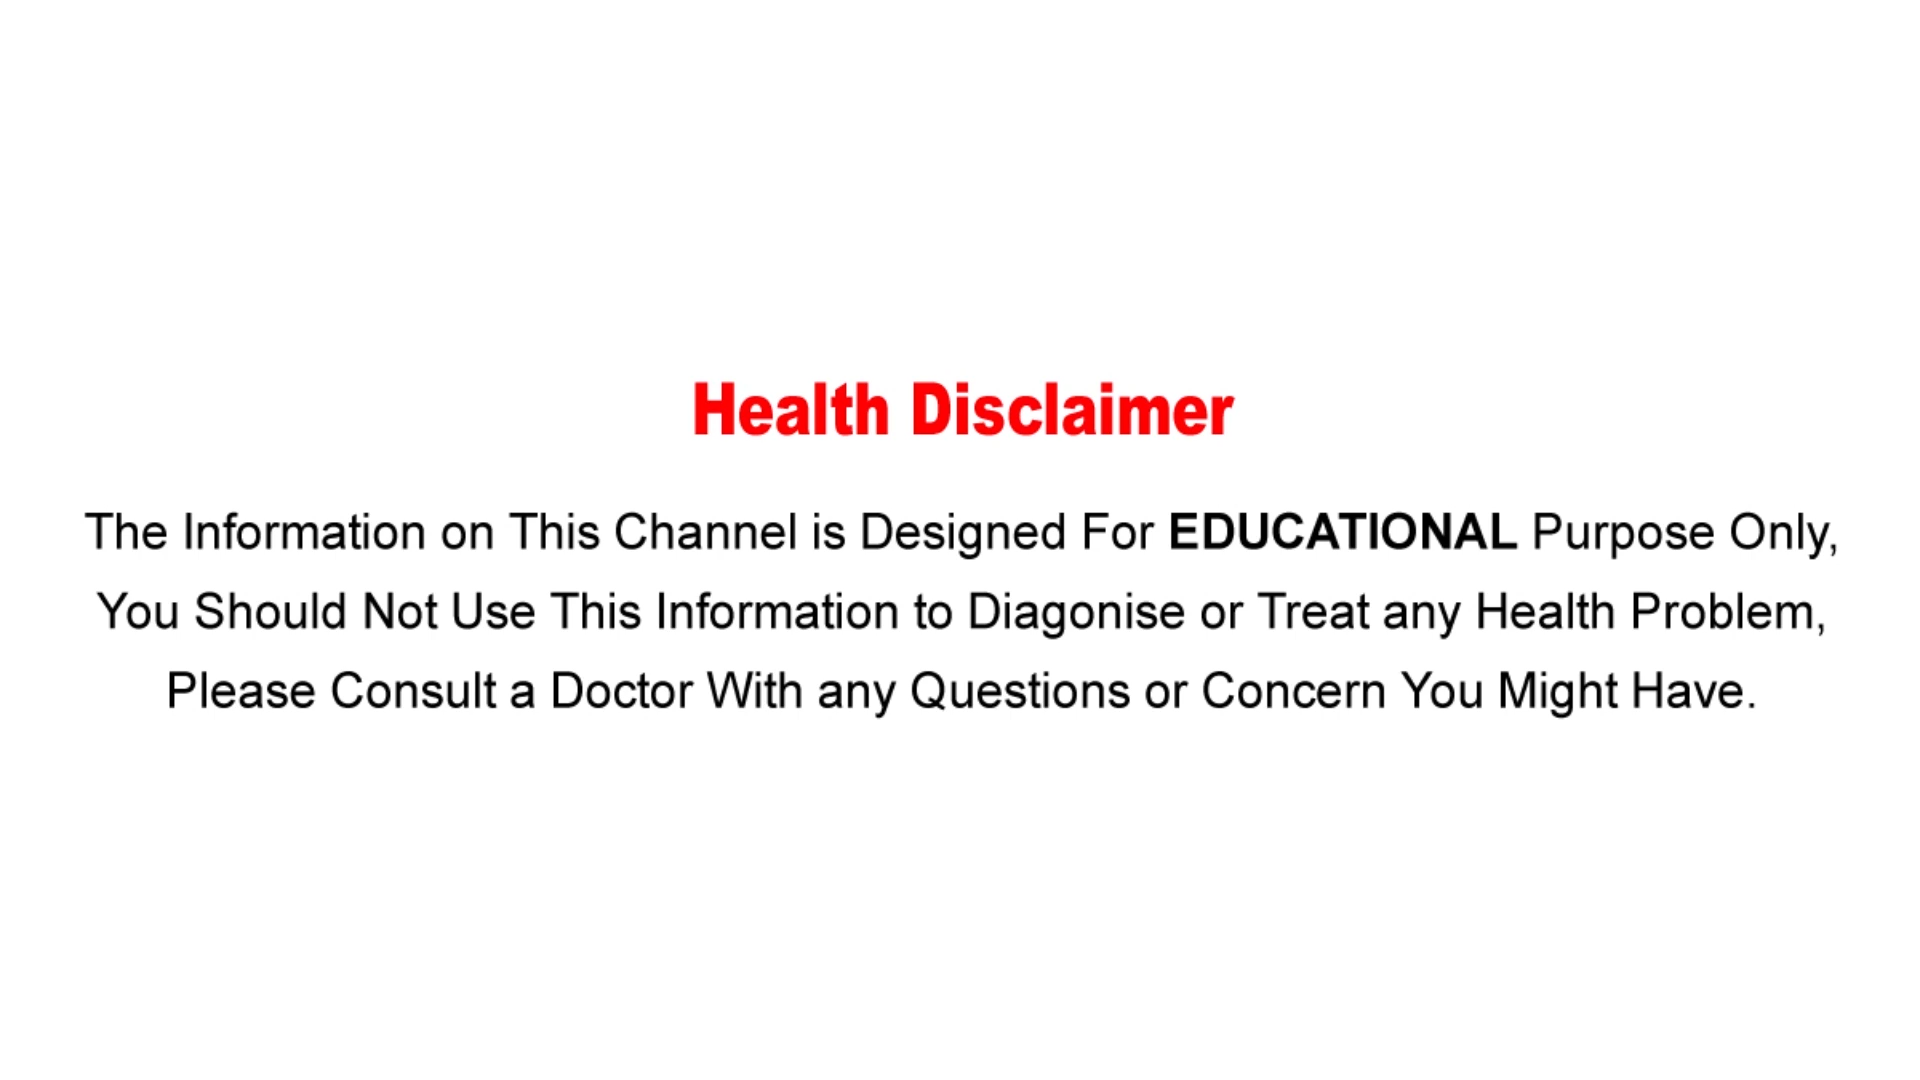 Health Disclaimer
The Information on This Channel is Designed For EDUCATIONAL Purpose Only,
You Should Not Use This Information to Diagonise or Treat any Health Problem,
Please Consult a Doctor With any Questions or Concern You Might Have.